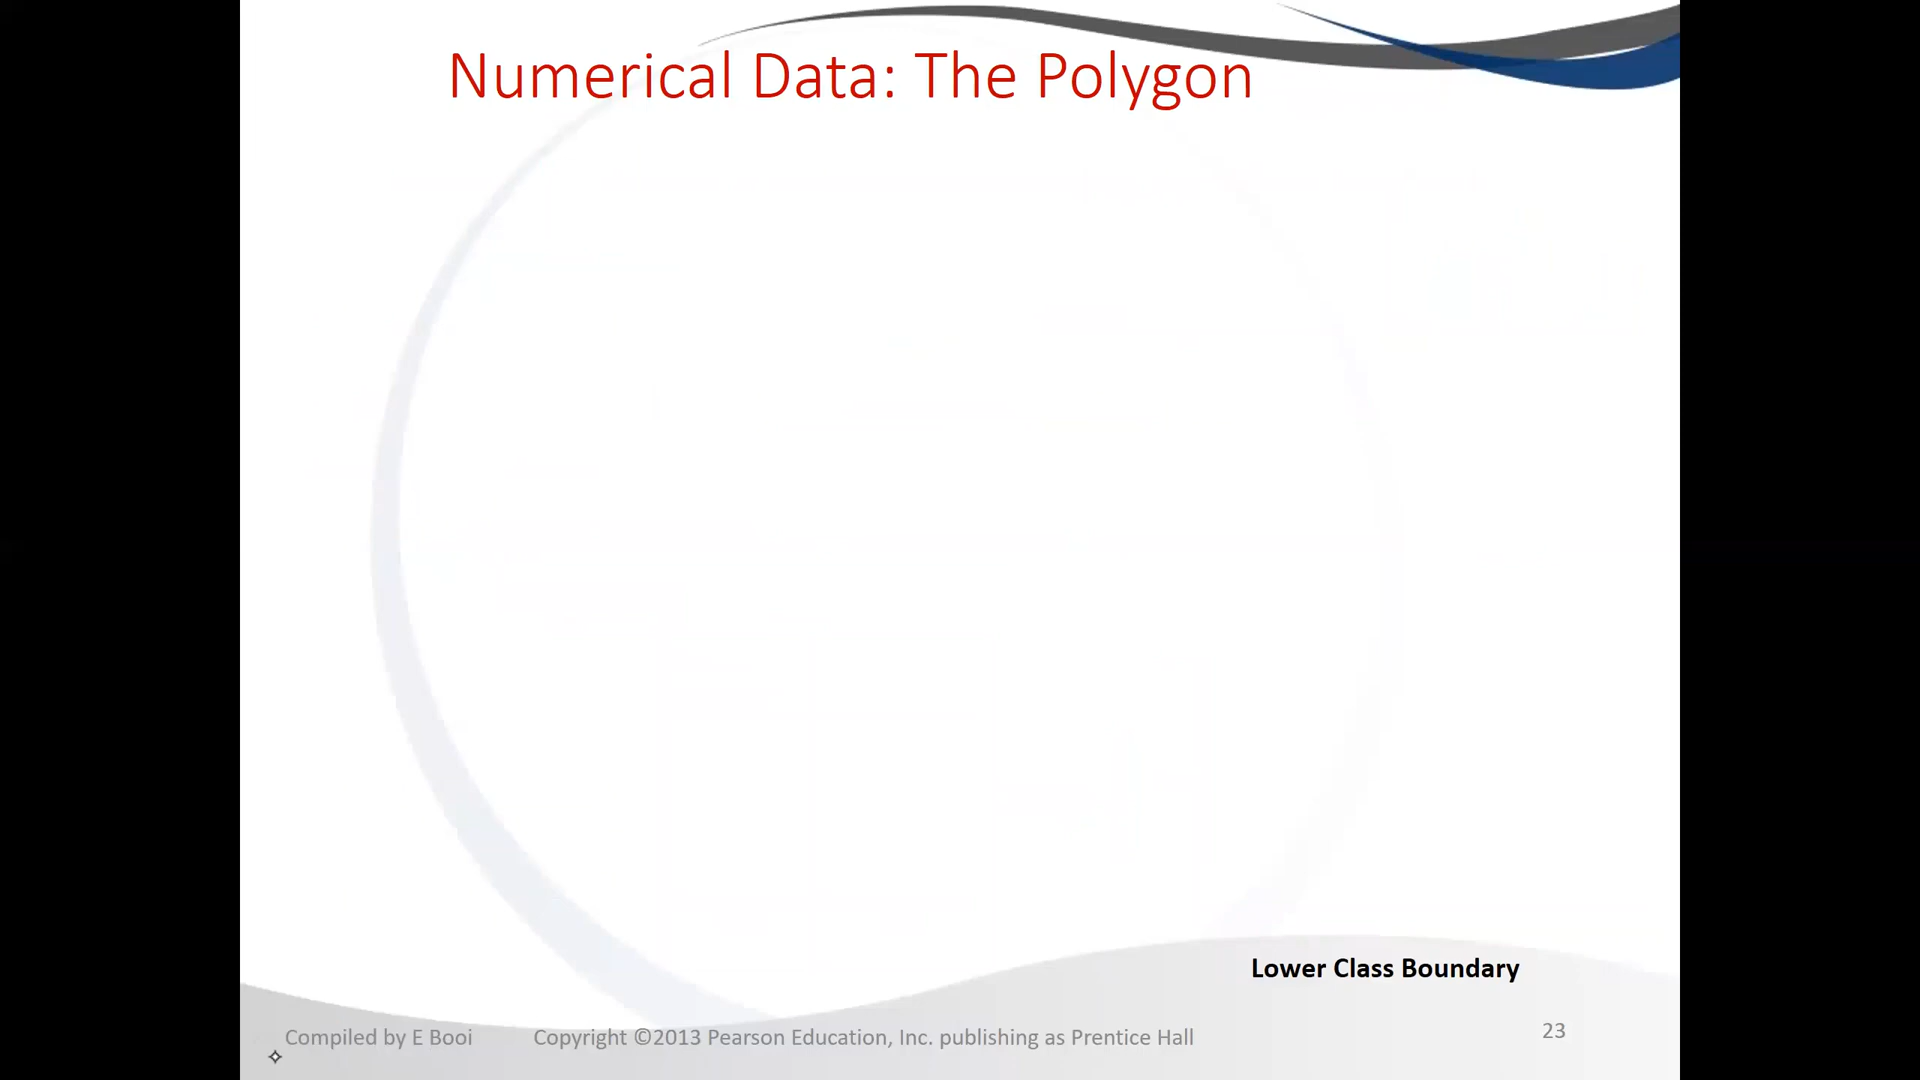 Numerical Data: The Polygon
Lower Class Boundary
Compiled by E Booi
Copyright ©2013 Pearson Education, Inc. publishing as Prentice Hall
23